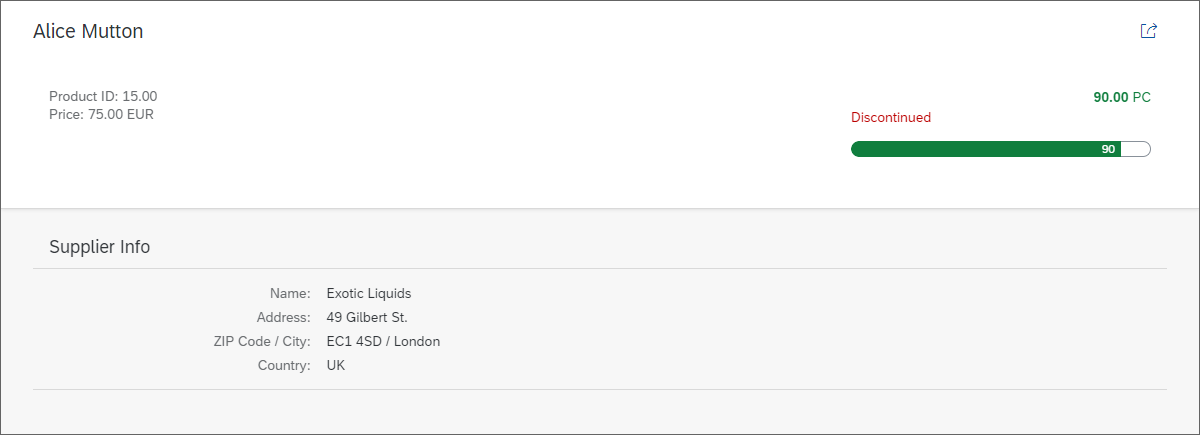 Alice Mutton
Product ID: 15.00
Price: 75.00 EUR
90.00 PC
Discontinued
90
Supplier Info
Name: Exotic Liquids
Address: 49 Gilbert St.
ZIP Code / City: EC1 4SD / London
Country: UK